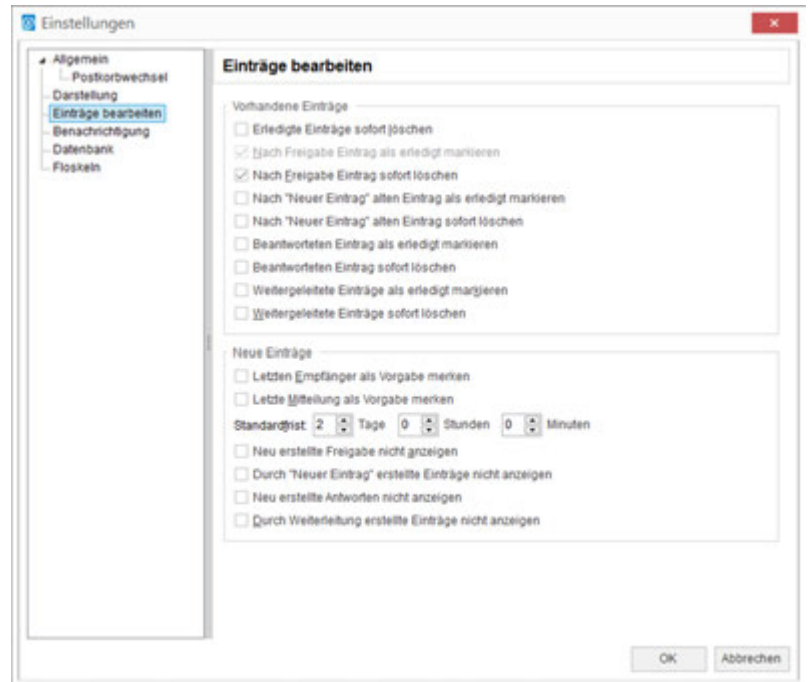 Einstellungen
Allgemein
Postkorbwechsel
Darstellung
Einträge bearbeiten
Benachrichtigung
Datenbank
Floskeln
Einträge bearbeiten
Vorhandene Einträge
Erledigte Einträge sofort löschen
Nach Freigabe Eintrag als erledigt markieren
Nach Freigabe Eintrag sofort löschen
Nach "Neuer Eintrag" alten Eintrag als erledigt markieren
Nach "Neuer Eintrag" alten Eintrag sofort löschen
Beantworteten Eintrag als erledigt markieren
Beantworteten Eintrag sofort löschen
Weitergeleitete Einträge als erledigt markieren
Weitergeleitete Einträge sofort löschen
Neue Einträge
Letzten Empfänger als Vorgabe merken
Letzte Mitteilung als Vorgabe merken
Standardfrist 2 Tage 0 Stunden 0 Minuten
Neu erstellte Freigabe nicht anzeigen
Durch "Neuer Eintrag" erstellte Einträge nicht anzeigen
Neu erstellte Antworten nicht anzeigen
Durch Weiterleitung erstellte Einträge nicht anzeigen
OK Abbrechen